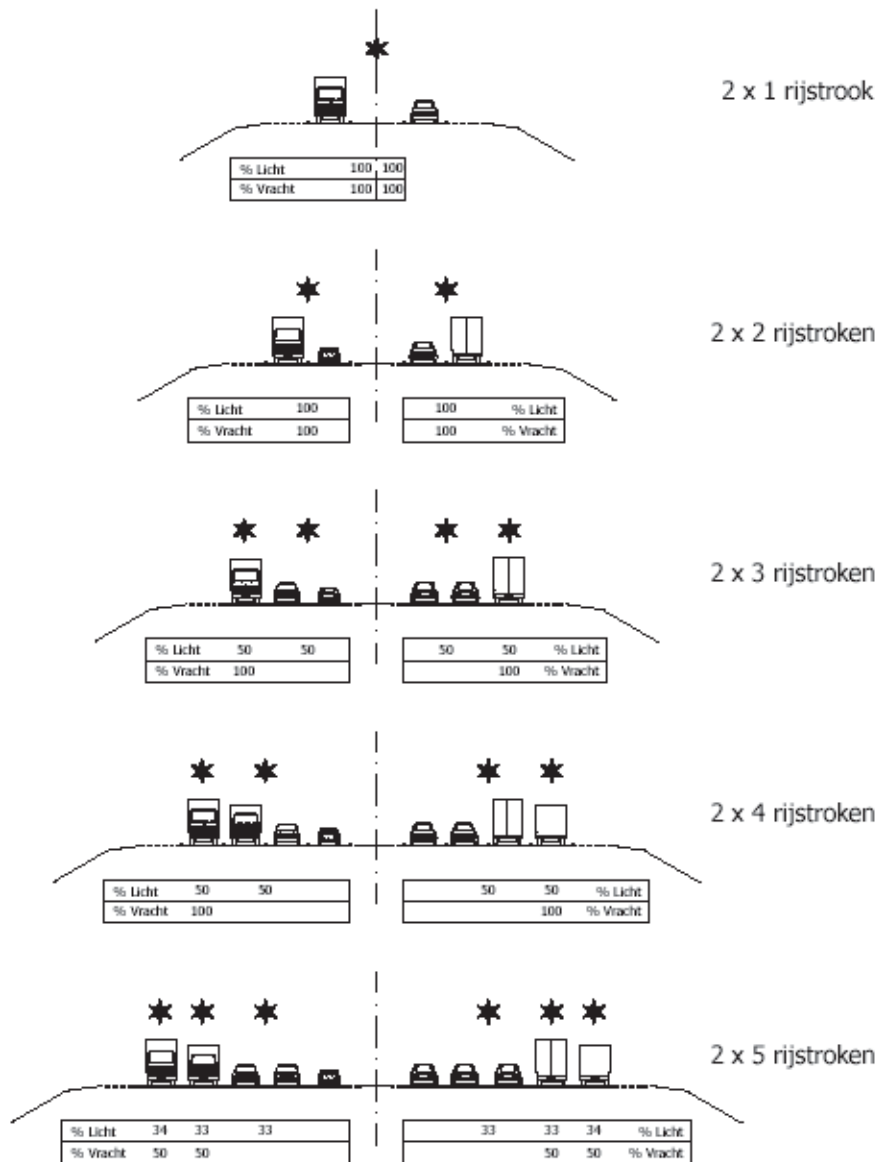 2 x 1 rijstrook
% Licht 100 100
% Vracht 100 100
2 x 2 rijstroken
% Licht 100 100 % Licht
% Vracht 100 100 % Vracht
2 x 3 rijstroken
% Licht 50 50 50 50 % Licht
% Vracht 100 100 % Vracht
2 x 4 rijstroken
% Licht 50 50 50 50 % Licht
% Vracht 100 100 % Vracht
2 x 5 rijstroken
% Licht 34 33 33 33 33 34 % Licht
% Vracht 50 50 50 50 % Vracht